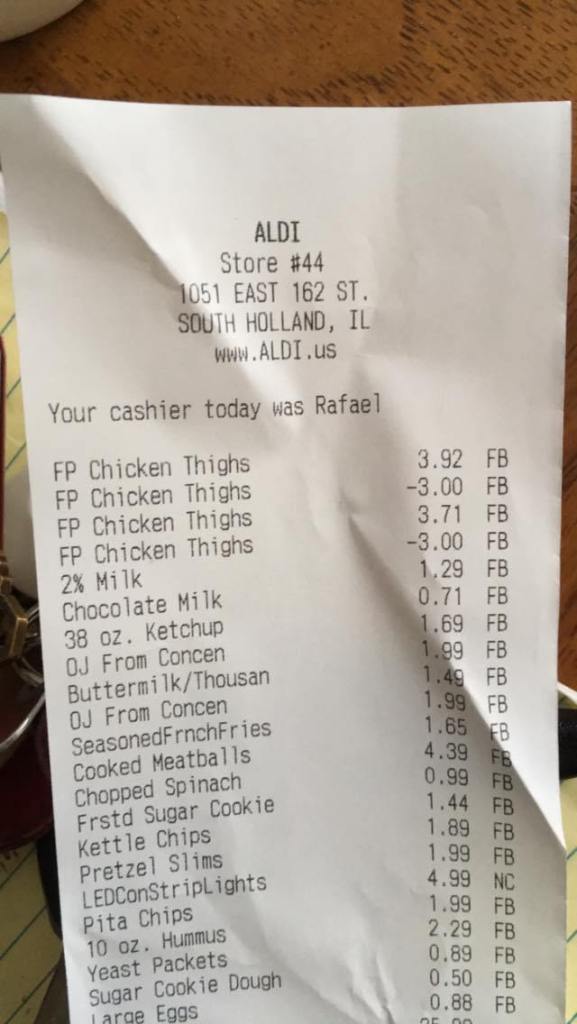 ALDI
Store #44
1051 EAST 162 ST.
SOUTH HOLLAND, IL
www.ALDI.us
Your cashier today was Rafael
FP Chicken Thighs 3.92 FB
FP Chicken Thighs -3.00 FB
FP Chicken Thighs 3.71 FB
FP Chicken Thighs -3.00 FB
2% Milk 1.29 FB
Chocolate Milk 0.71 FB
38 oz. Ketchup 1.69 FB
OJ From Concen 1.99 FB
Buttermilk/Thousan 1.49 FB
OJ From Concen 1.99 FB
SeasonedFrnchFries 1.65 FB
Cooked Meatballs 4.39 FB
Chopped Spinach 0.99 FB
Frstd Sugar Cookie 1.44 FB
Kettle Chips 1.89 FB
Pretzel Slims 1.99 FB
LEDConStripLights 4.99 NC
Pita Chips 1.99 FB
10 oz. Hummus 2.29 FB
Yeast Packets 0.89 FB
Sugar Cookie Dough 0.50 FB
Large Eggs 0.88 FB